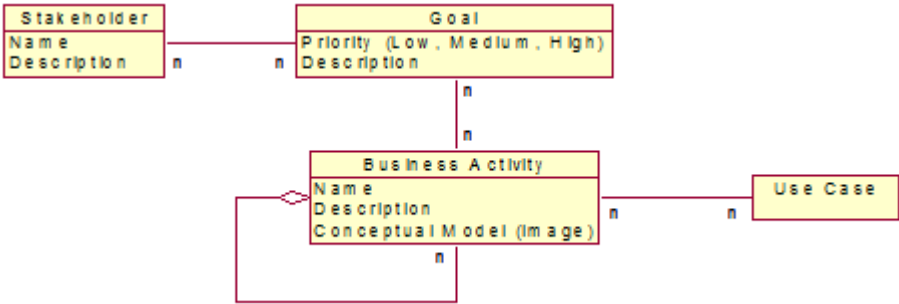 Stakeholder
Name
Description
n
n
Goal
Priority (Low, Medium, High)
Description
n
n
Business Activity
Name
Description
Conceptual Model (Image)
n
n
n
Use Case